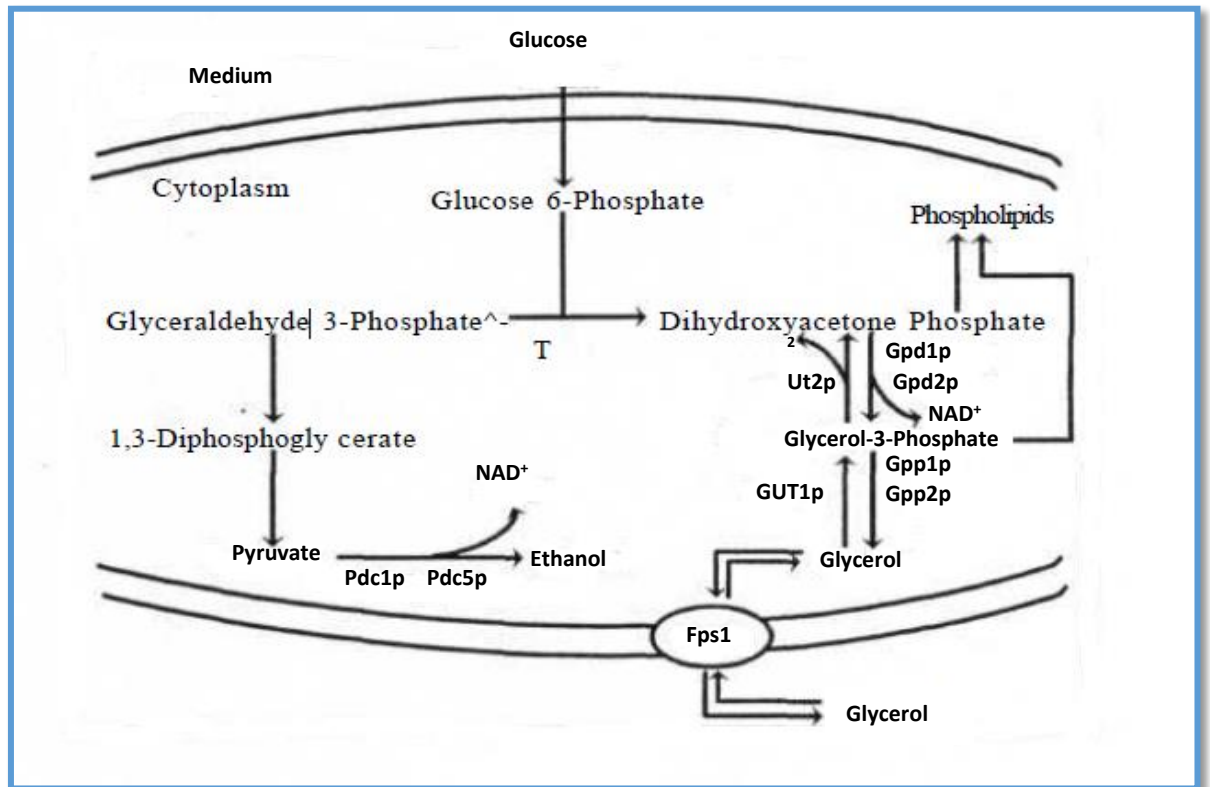 Glucose
Medium
Cytoplasm
Glucose 6-Phosphate
Phospholipids
Glyceraldehyde| 3-Phosphate^-
T
Dihydroxyacetone Phosphate
2
Ut2p
Gpd1p
Gpd2p
NAD⁺
1,3-Diphosphogly cerate
Glycerol-3-Phosphate
GUT1p
Gpp1p
Gpp2p
NAD⁺
Pyruvate
Ethanol
Pdc1p Pdc5p
Glycerol
Fps1
Glycerol